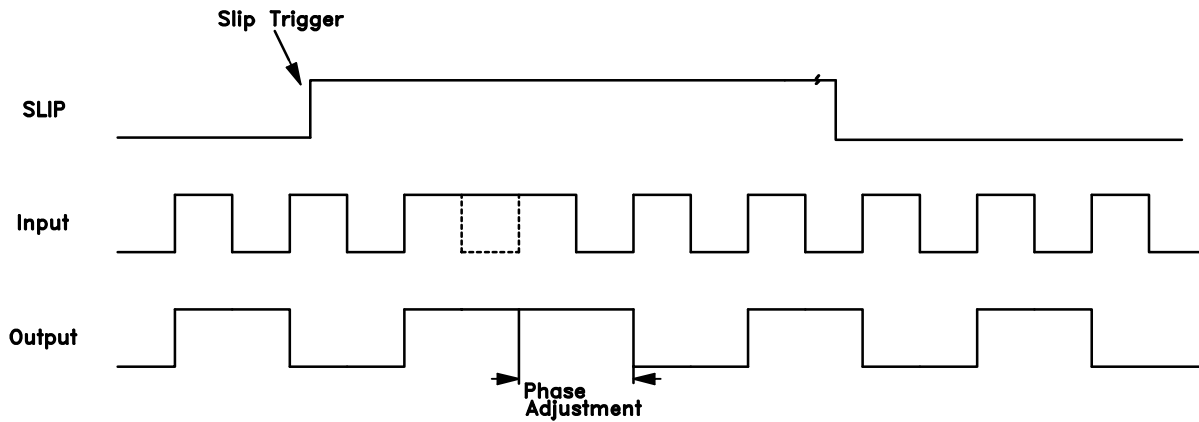 Slip Trigger
SLIP
Input
Output
Phase
Adjustment